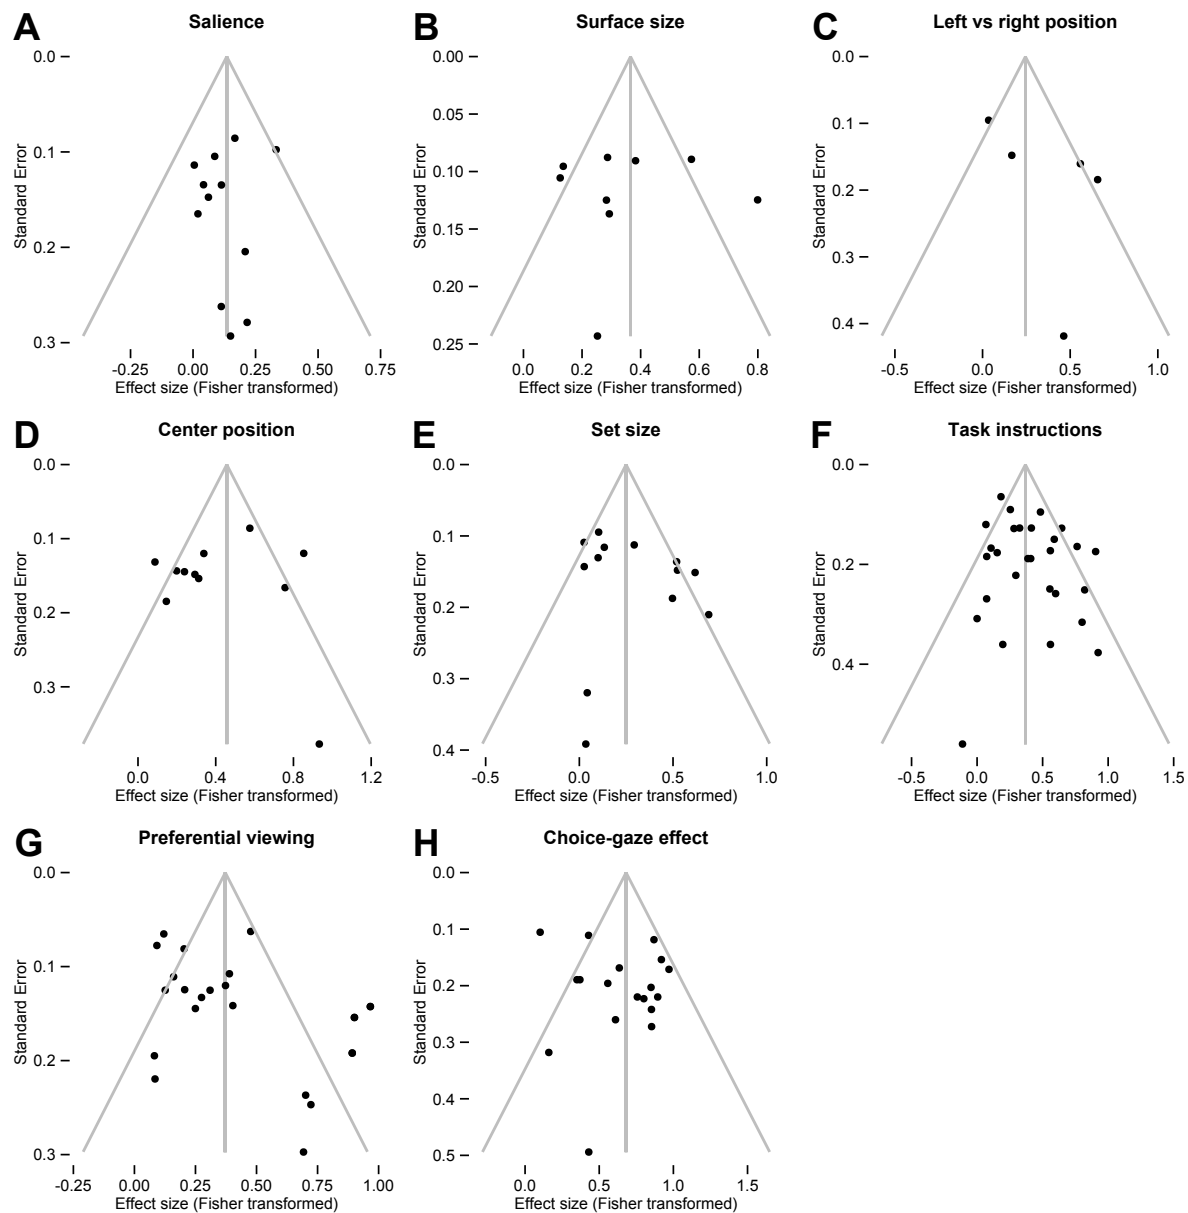 A Salience
0.0
0.1
0.2
0.3
Standard Error
-0.25 0.00 0.25 0.50 0.75
Effect size (Fisher transformed)
B Surface size
0.00
0.05
0.10
0.15
0.20
0.25
Standard Error
0.0 0.2 0.4 0.6 0.8
Effect size (Fisher transformed)
C Left vs right position
0.0
0.1
0.2
0.3
0.4
Standard Error
-0.5 0.0 0.5 1.0
Effect size (Fisher transformed)
D Center position
0.0
0.1
0.2
0.3
Standard Error
0.0 0.4 0.8 1.2
Effect size (Fisher transformed)
E Set size
0.0
0.1
0.2
0.3
0.4
Standard Error
-0.5 0.0 0.5 1.0
Effect size (Fisher transformed)
F Task instructions
0.0
0.2
0.4
Standard Error
-0.5 0.0 0.5 1.0 1.5
Effect size (Fisher transformed)
G Preferential viewing
0.0
0.1
0.2
0.3
Standard Error
-0.25 0.00 0.25 0.50 0.75 1.00
Effect size (Fisher transformed)
H Choice-gaze effect
0.0
0.1
0.2
0.3
0.4
0.5
Standard Error
0.0 0.5 1.0 1.5
Effect size (Fisher transformed)